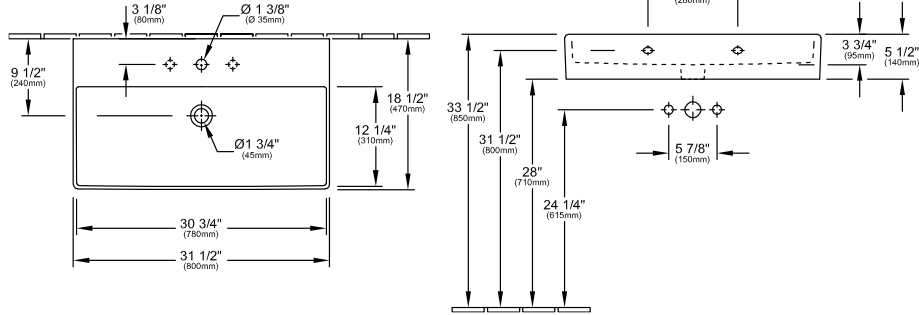 3 1/8"
(80mm)
Ø 1 3/8"
(Ø 35mm)
9 1/2"
(240mm)
18 1/2"
(470mm)
12 1/4"
(310mm)
Ø1 3/4"
(45mm)
30 3/4"
(780mm)
31 1/2"
(800mm)
(280mm)
3 3/4"
(95mm)
5 1/2"
(140mm)
33 1/2"
(850mm)
31 1/2"
(800mm)
28"
(710mm)
5 7/8"
(150mm)
24 1/4"
(615mm)